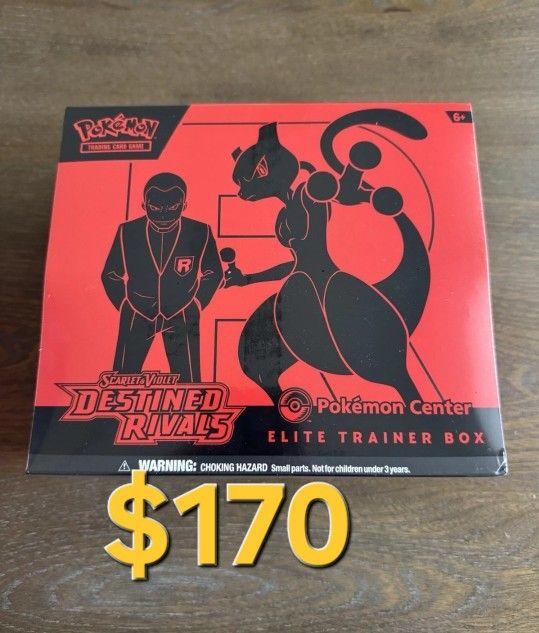 POKéMON
TRADING CARD GAME
6+
R
SCARLET & VIOLET
DESTINED
RIVALS
Pokémon Center
ELITE TRAINER BOX
WARNING: CHOKING HAZARD Small parts. Not for children under 3 years.
$170